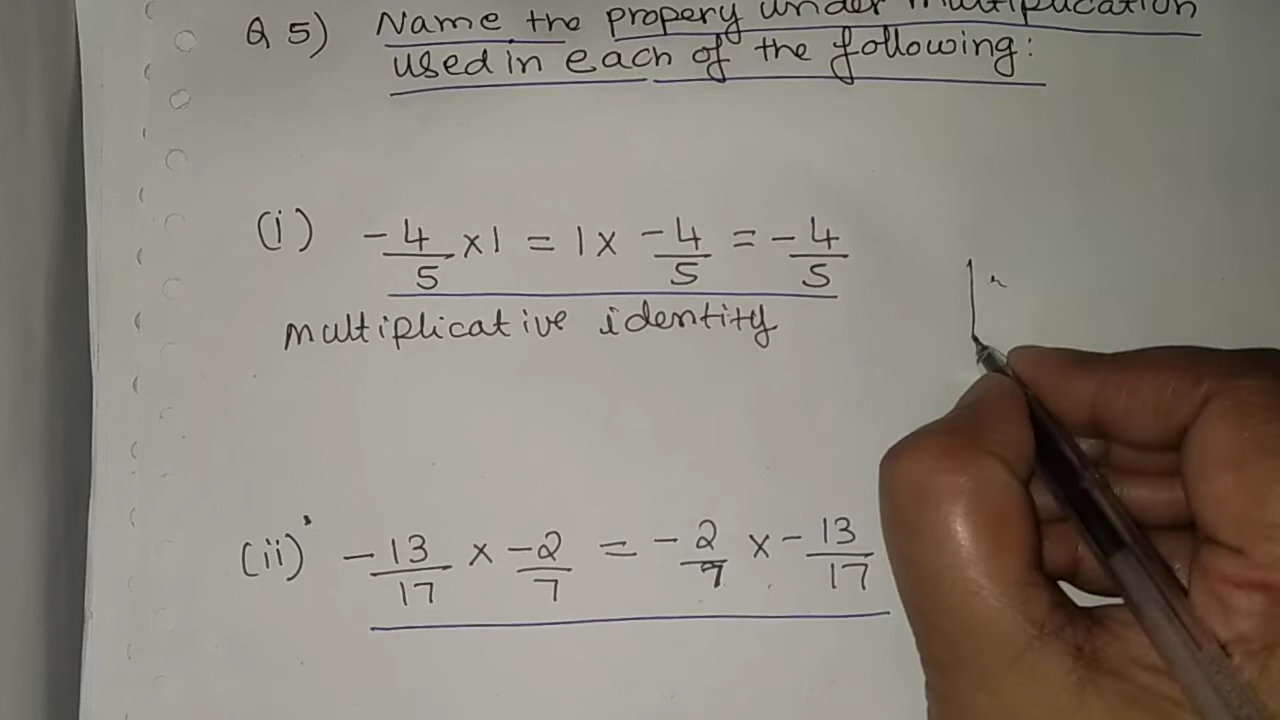 Q 5) Name the propery under multiplication
used in each of the following:
(i) -4/5 x 1 = 1 x -4/5 = -4/5
multiplicative identity
(ii) -13/17 x -2/7 = -2/7 x -13/17